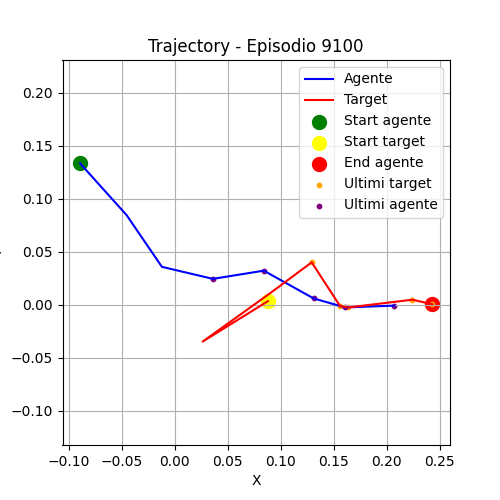 Trajectory - Episodio 9100
Agente
Target
Start agente
Start target
End agente
Ultimi target
Ultimi agente
0.20
0.15
0.10
0.05
0.00
−0.05
−0.10
−0.10 −0.05 0.00 0.05 0.10 0.15 0.20 0.25
X